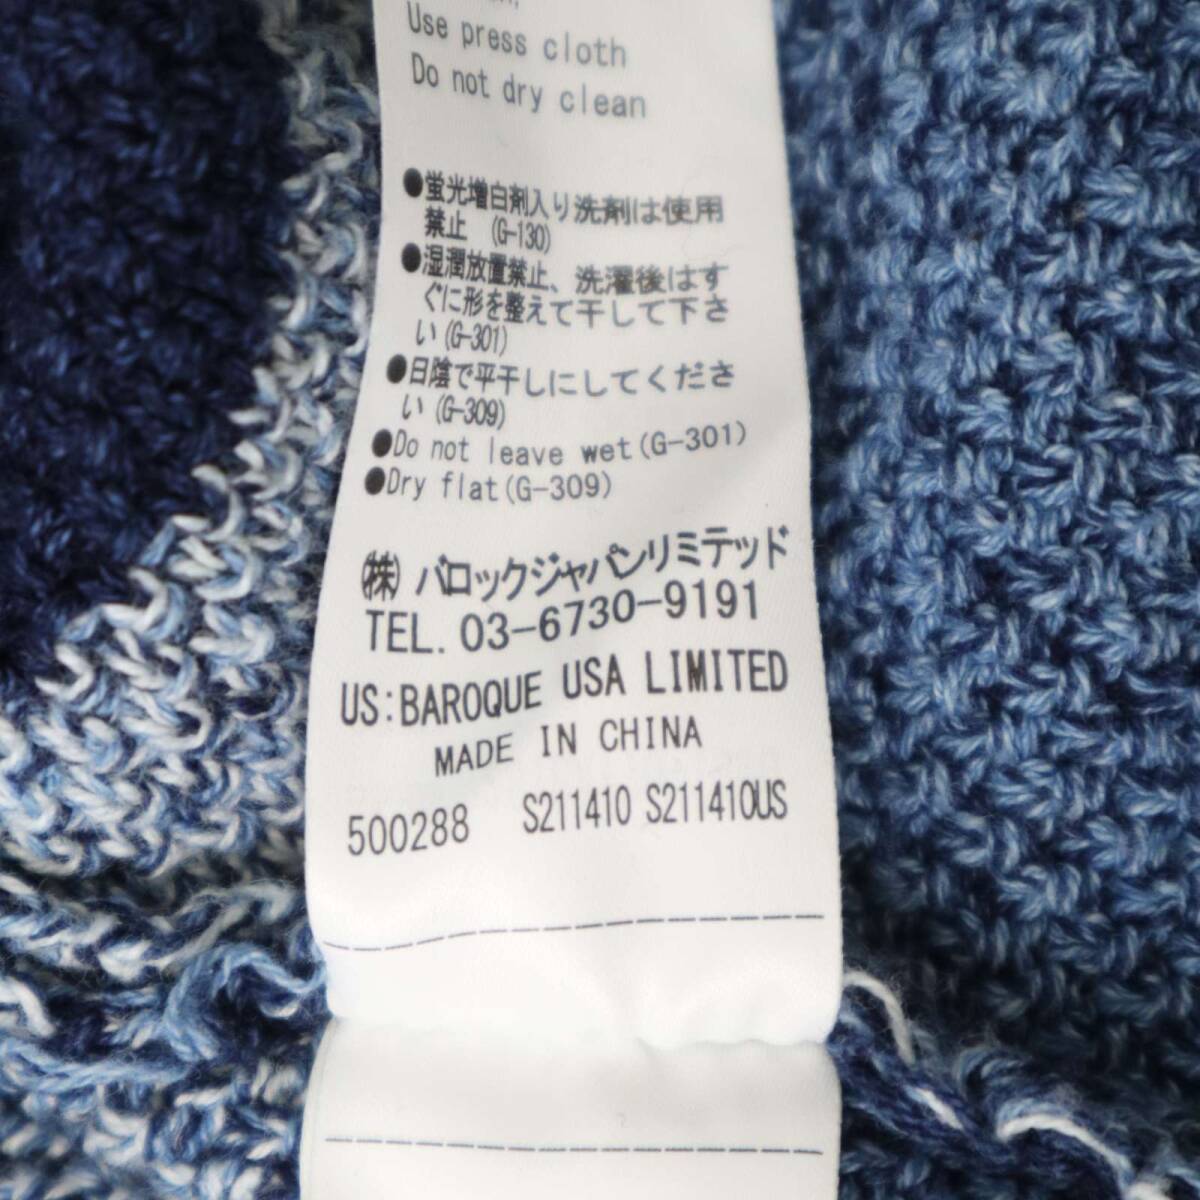 Use press cloth
Do not dry clean
●蛍光増白剤入り洗剤は使用
禁止 (G-130)
●湿潤放置禁止、洗濯後はす
ぐに形を整えて干して下さ
い(G-301)
●日陰で平干しにしてくださ
い(G-309)
●Do not leave wet(G-301)
●Dry flat(G-309)
㈱バロックジャパンリミテッド
TEL. 03-6730-9191
US:BAROQUE USA LIMITED
MADE IN CHINA
500288 S211410 S211410US